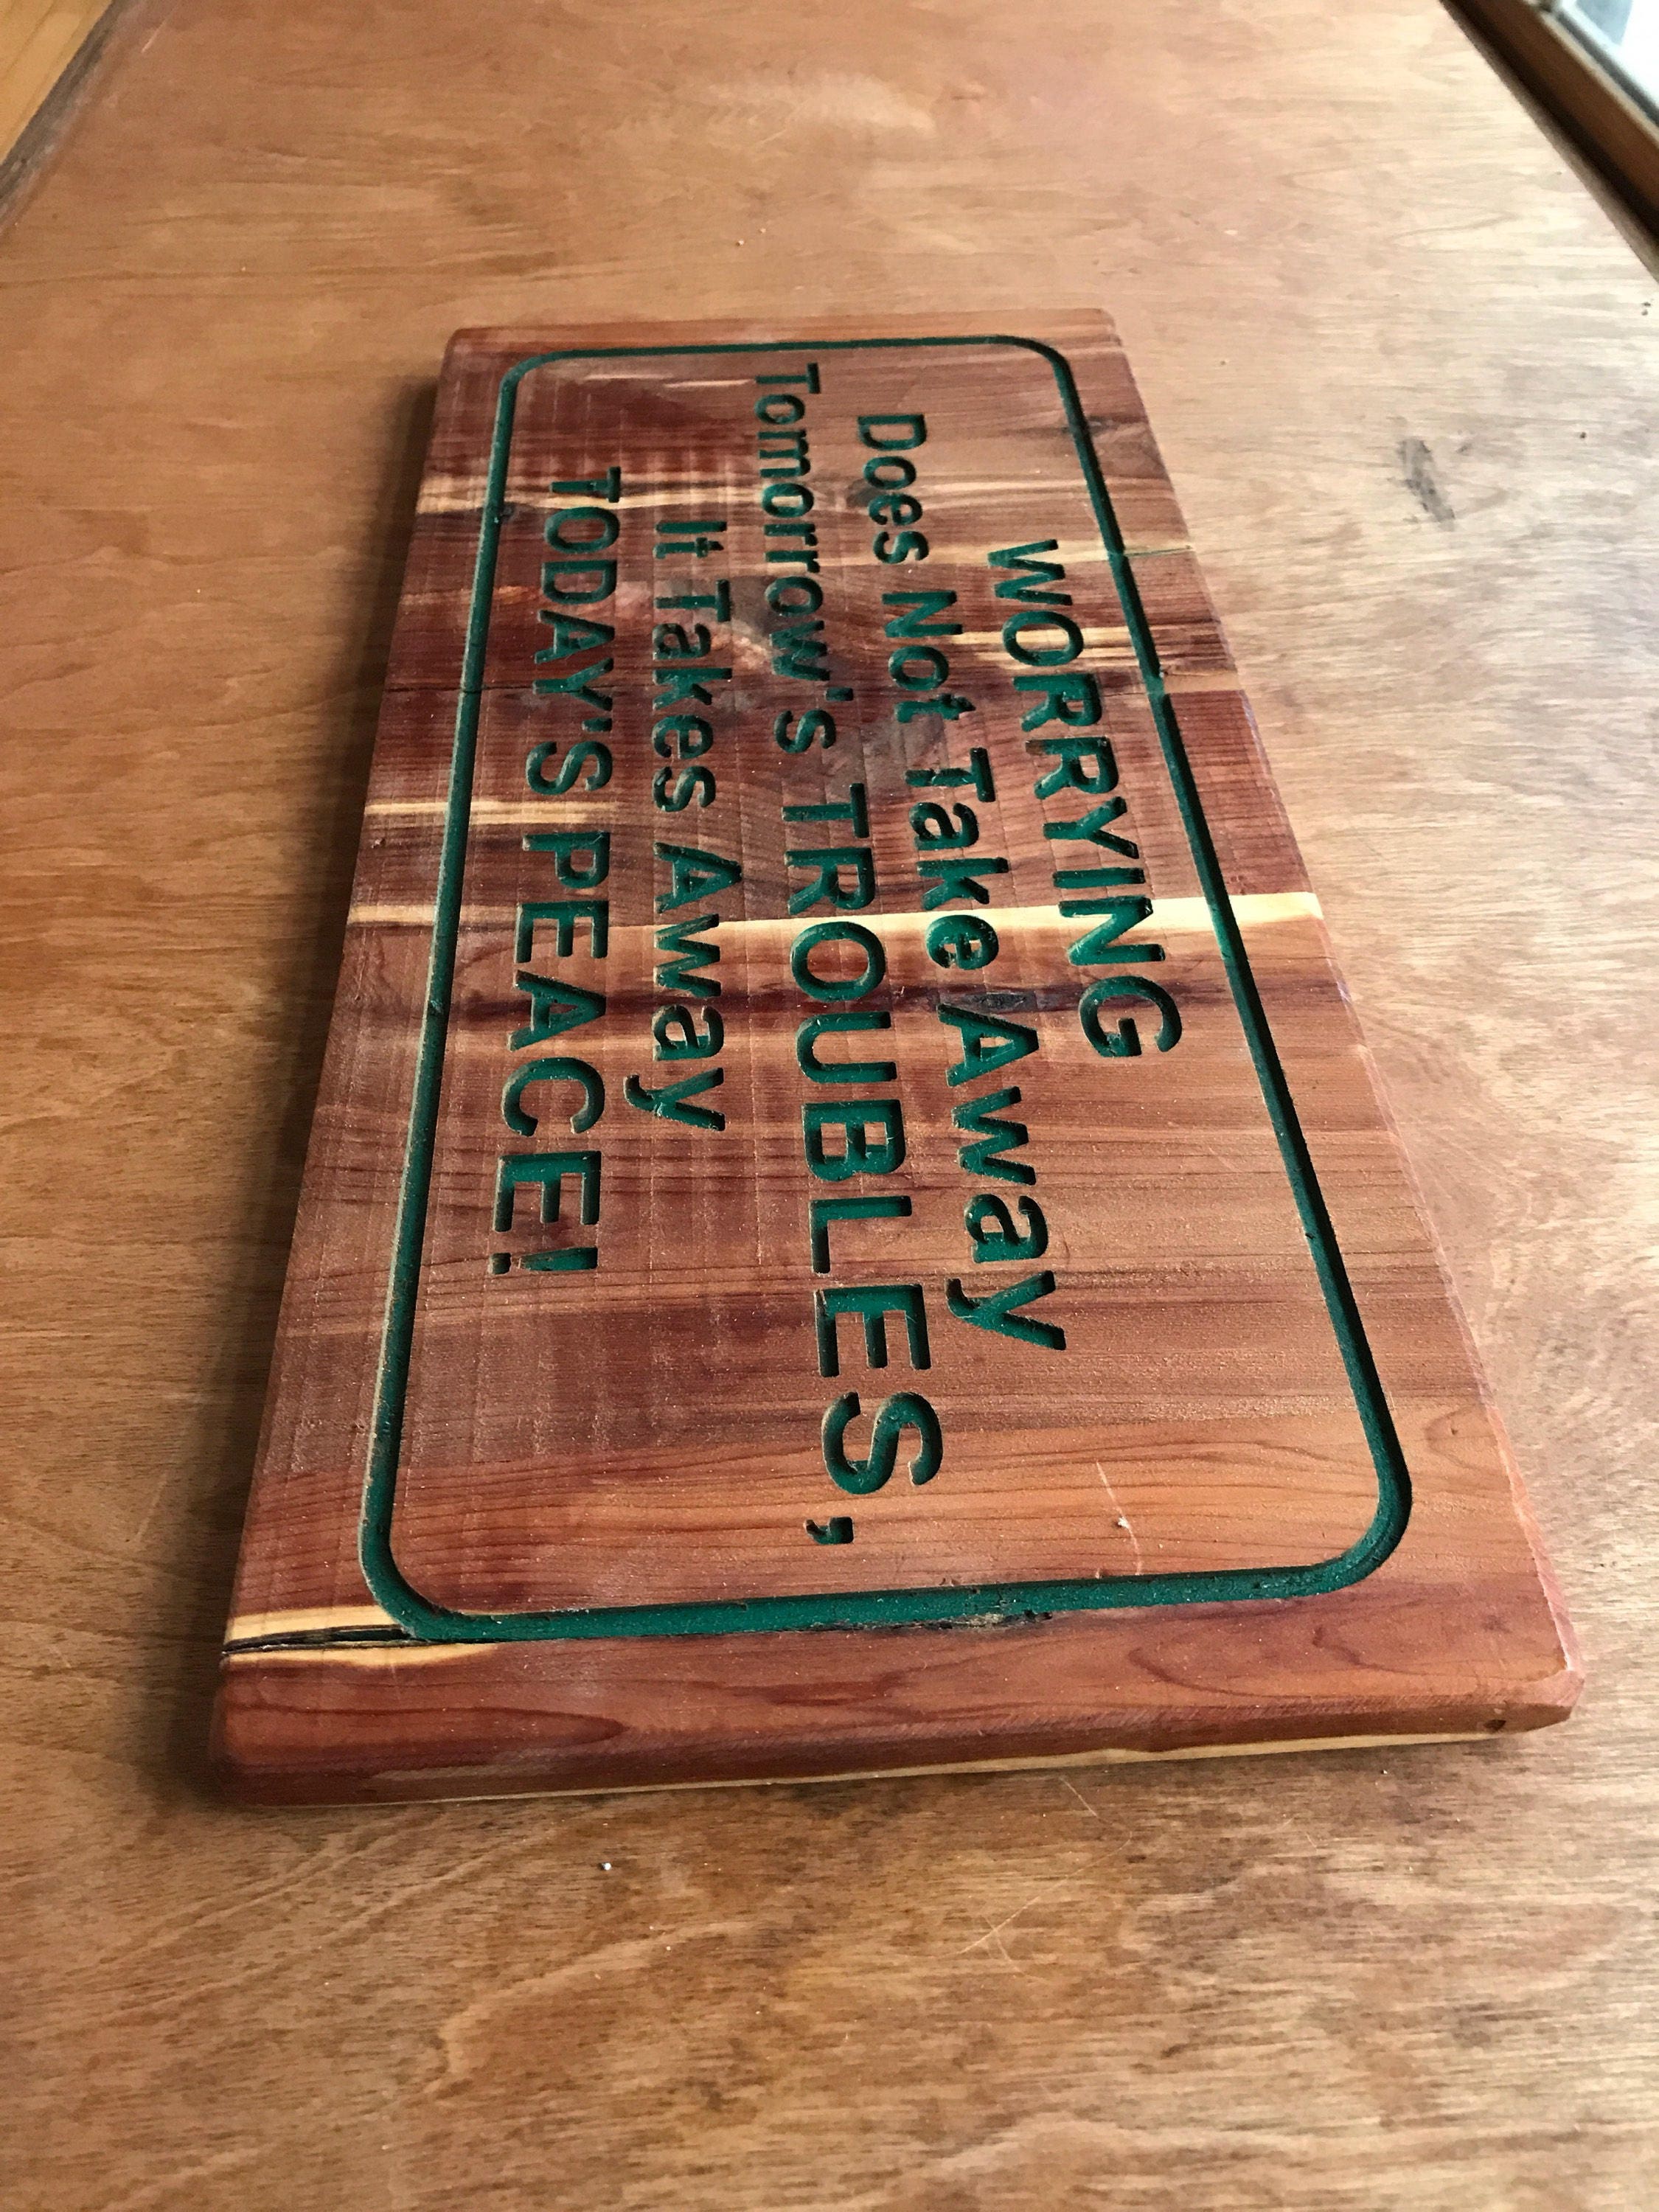 WORRYING
Does Not Take Away
Tomorrow's TROUBLES,
It Takes Away
TODAY'S PEACE!